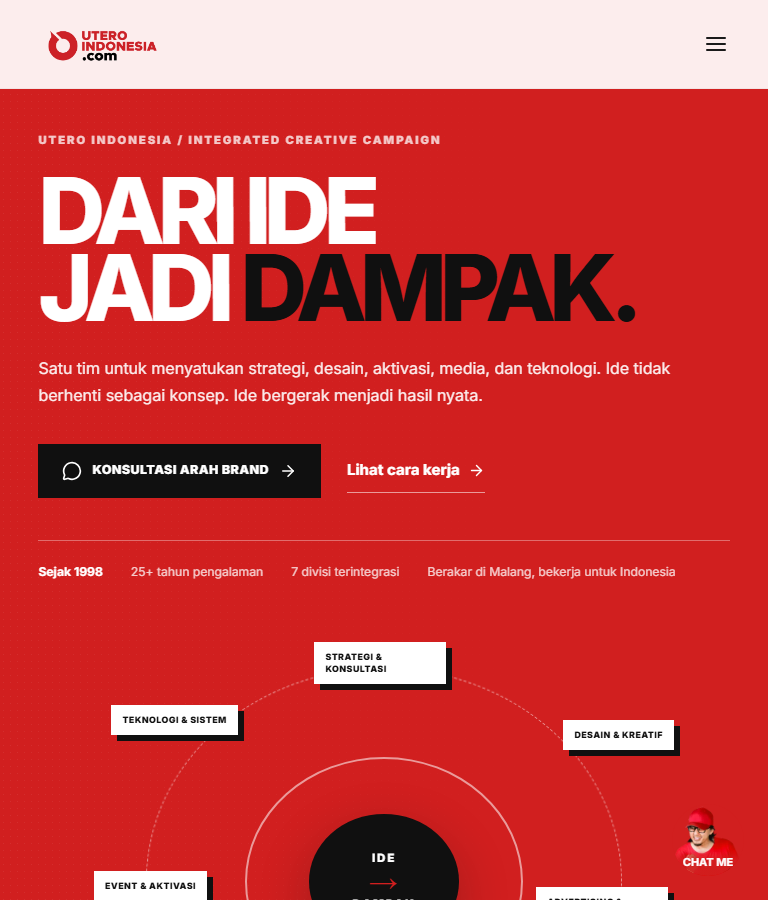 UTERO
INDONESIA
.com
UTERO INDONESIA / INTEGRATED CREATIVE CAMPAIGN
DARI IDE
JADI DAMPAK.
Satu tim untuk menyatukan strategi, desain, aktivasi, media, dan teknologi. Ide tidak
berhenti sebagai konsep. Ide bergerak menjadi hasil nyata.
KONSULTASI ARAH BRAND →
Lihat cara kerja →
Sejak 1998 25+ tahun pengalaman 7 divisi terintegrasi Berakar di Malang, bekerja untuk Indonesia
STRATEGI &
KONSULTASI
TEKNOLOGI & SISTEM
DESAIN & KREATIF
IDE
→
CHAT ME
EVENT & AKTIVASI